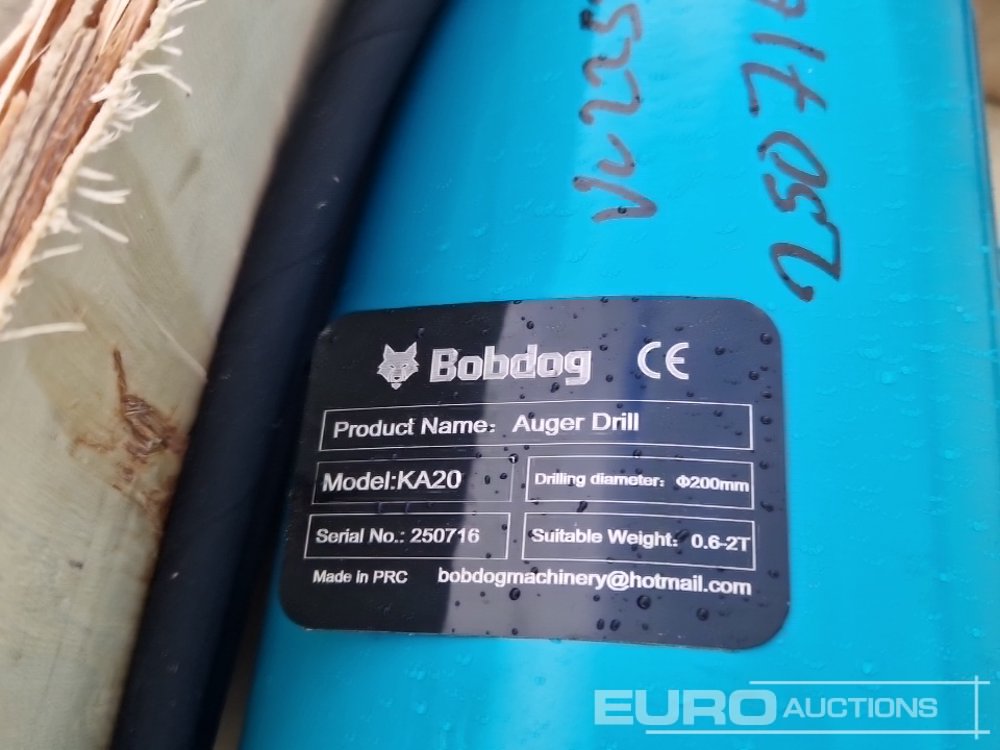 250716
Bobdog CE
Product Name: Auger Drill
Model:KA20
Drilling diameter: Φ200mm
Serial No.: 250716
Suitable Weight: 0.6-2T
Made in PRC
bobdogmachinery@hotmail.com
EURO AUCTIONS